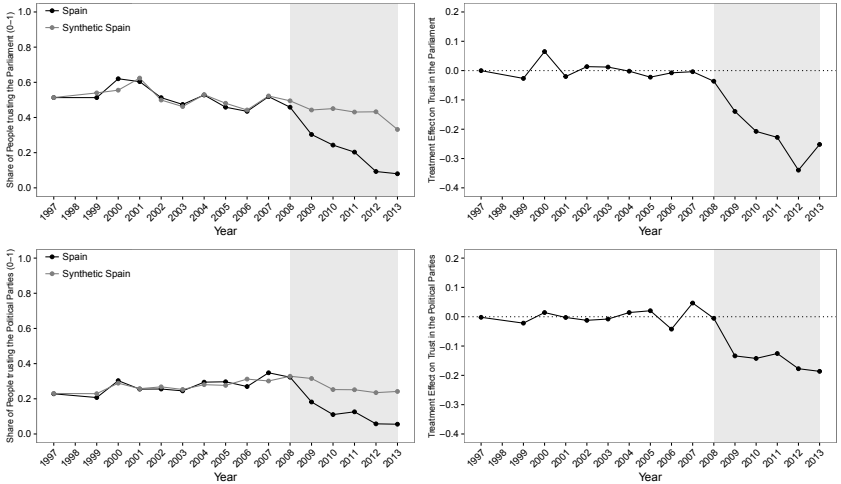 Share of People trusting the Parliament (0−1)
1.0
0.8
0.6
0.4
0.2
0.0
Spain
Synthetic Spain
1997 1998 1999 2000 2001 2002 2003 2004 2005 2006 2007 2008 2009 2010 2011 2012 2013
Year
Treatment Effect on Trust in the Parliament
0.2
0.1
0.0
−0.1
−0.2
−0.3
−0.4
1997 1998 1999 2000 2001 2002 2003 2004 2005 2006 2007 2008 2009 2010 2011 2012 2013
Year
Share of People trusting the Political Parties (0−1)
1.0
0.8
0.6
0.4
0.2
0.0
Spain
Synthetic Spain
1997 1998 1999 2000 2001 2002 2003 2004 2005 2006 2007 2008 2009 2010 2011 2012 2013
Year
Treatment Effect on Trust in the Political Parties
0.2
0.1
0.0
−0.1
−0.2
−0.3
−0.4
1997 1998 1999 2000 2001 2002 2003 2004 2005 2006 2007 2008 2009 2010 2011 2012 2013
Year